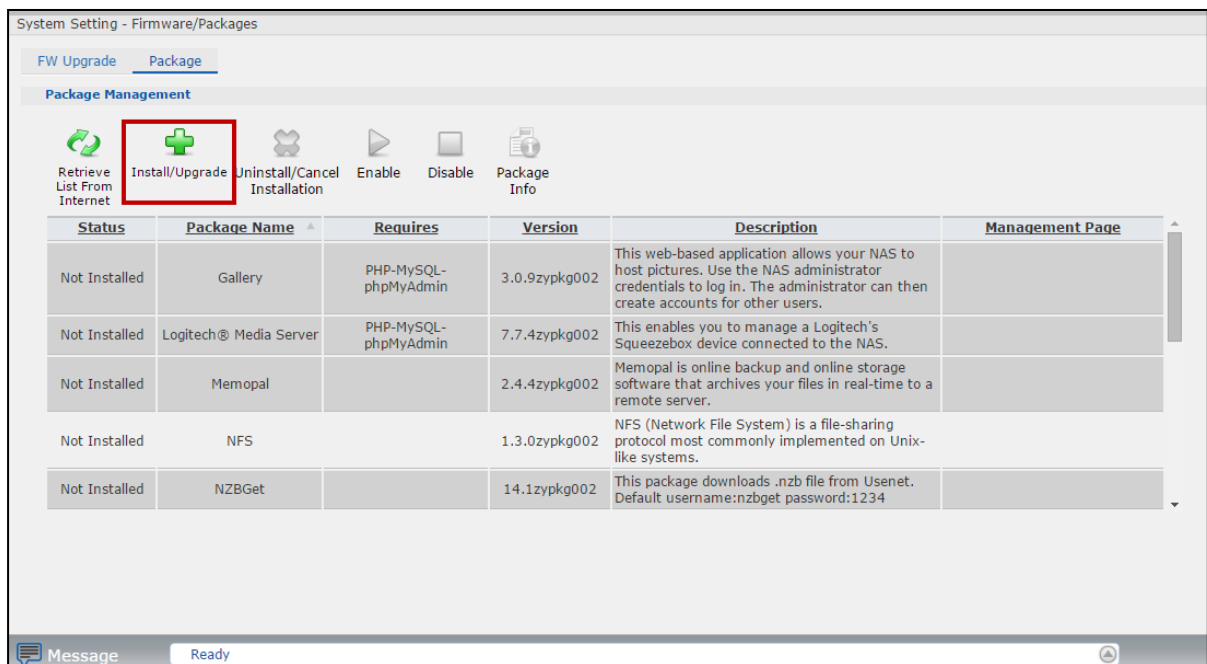 System Setting - Firmware/Packages
FW Upgrade Package
Package Management
Retrieve List From Internet
Install/Upgrade
Uninstall/Cancel Installation
Enable
Disable
Package Info
Status Package Name Requires Version Description Management Page
Not Installed Gallery PHP-MySQL-phpMyAdmin 3.0.9zypkg002 This web-based application allows your NAS to
host pictures. Use the NAS administrator
credentials to log in. The administrator can then
create accounts for other users.
Not Installed Logitech® Media Server PHP-MySQL-phpMyAdmin 7.7.4zypkg002 This enables you to manage a Logitech's
Squeezebox device connected to the NAS.
Not Installed Memopal 2.4.4zypkg002 Memopal is online backup and online storage
software that archives your files in real-time to a
remote server.
Not Installed NFS 1.3.0zypkg002 NFS (Network File System) is a file-sharing
protocol most commonly implemented on Unix-
like systems.
Not Installed NZBGet 14.1zypkg002 This package downloads .nzb file from Usenet.
Default username:nzbget password:1234
Message Ready